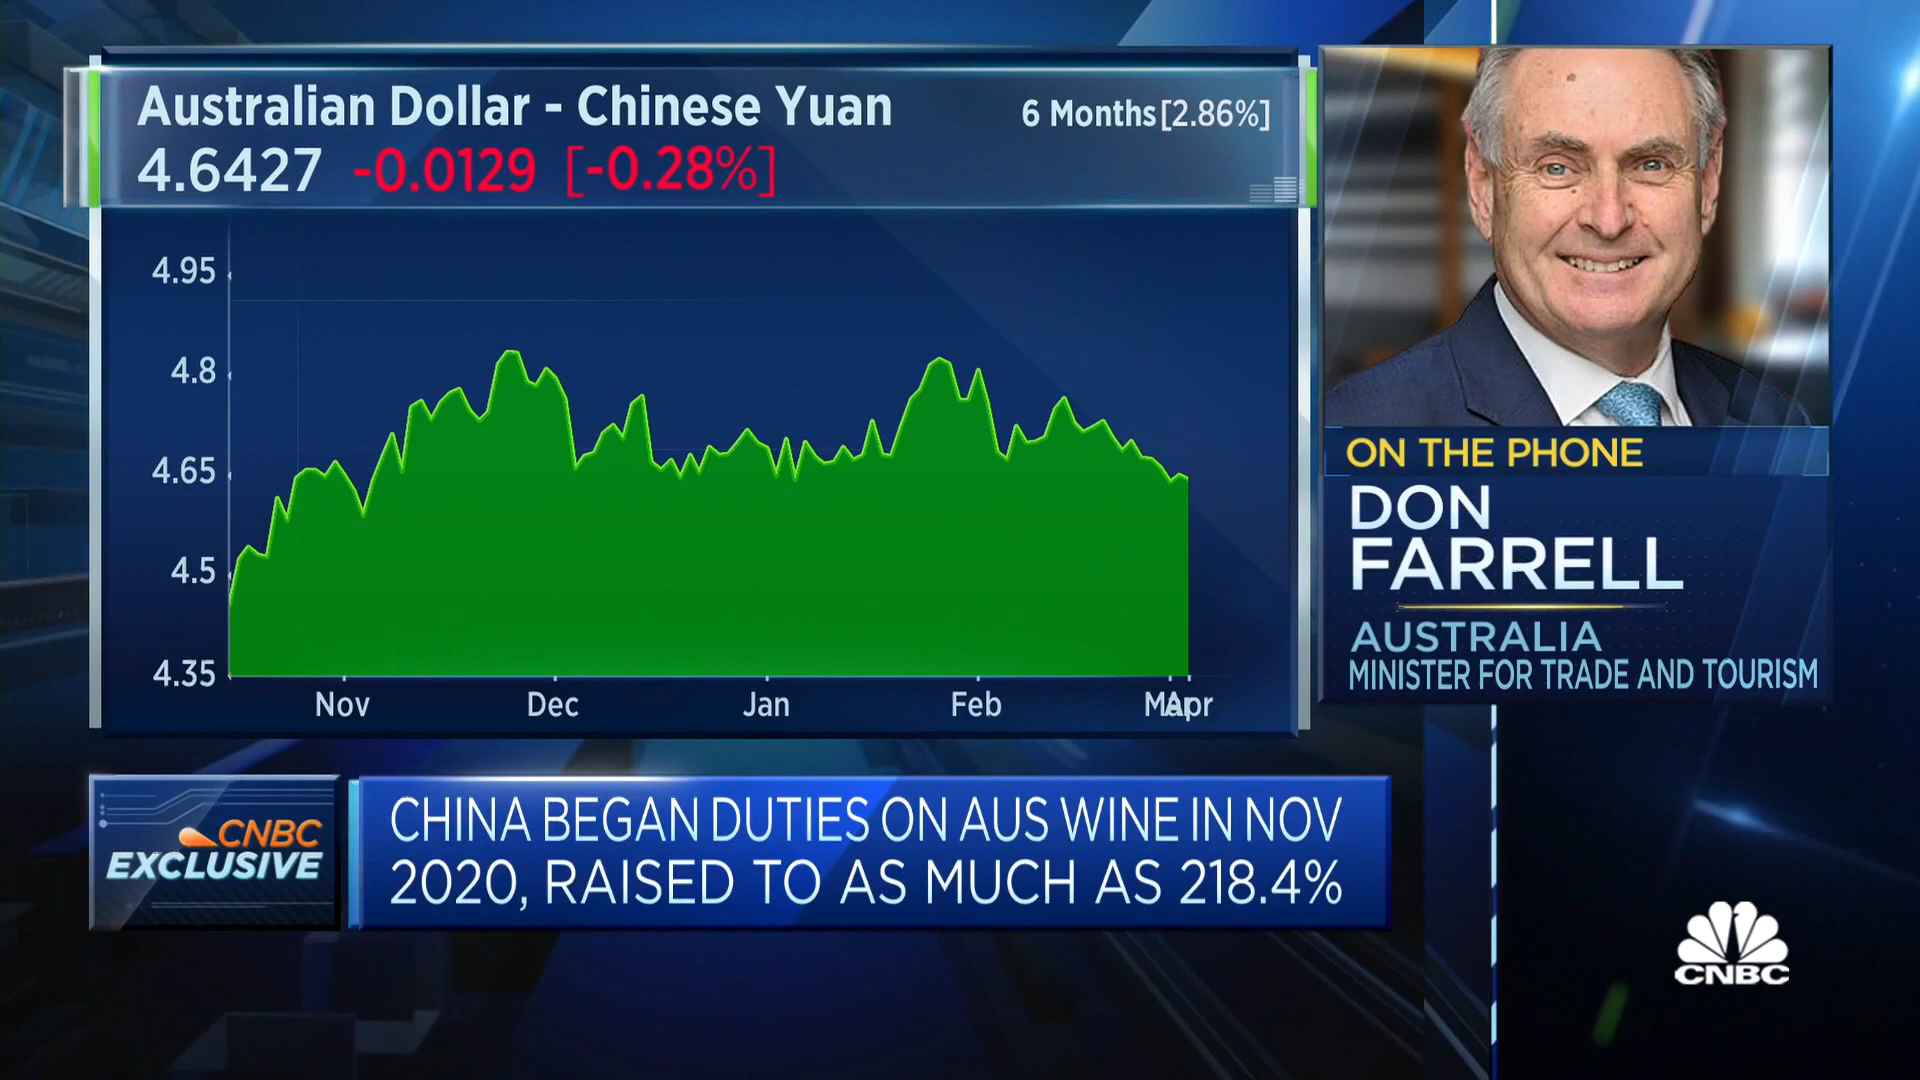 Australian Dollar - Chinese Yuan
6 Months [2.86%]
4.6427 -0.0129 [-0.28%]
4.95
4.8
4.65
4.5
4.35
Nov Dec Jan Feb Mar Apr
ON THE PHONE
DON
FARRELL
AUSTRALIA
MINISTER FOR TRADE AND TOURISM
CNBC
EXCLUSIVE
CHINA BEGAN DUTIES ON AUS WINE IN NOV
2020, RAISED TO AS MUCH AS 218.4%
CNBC